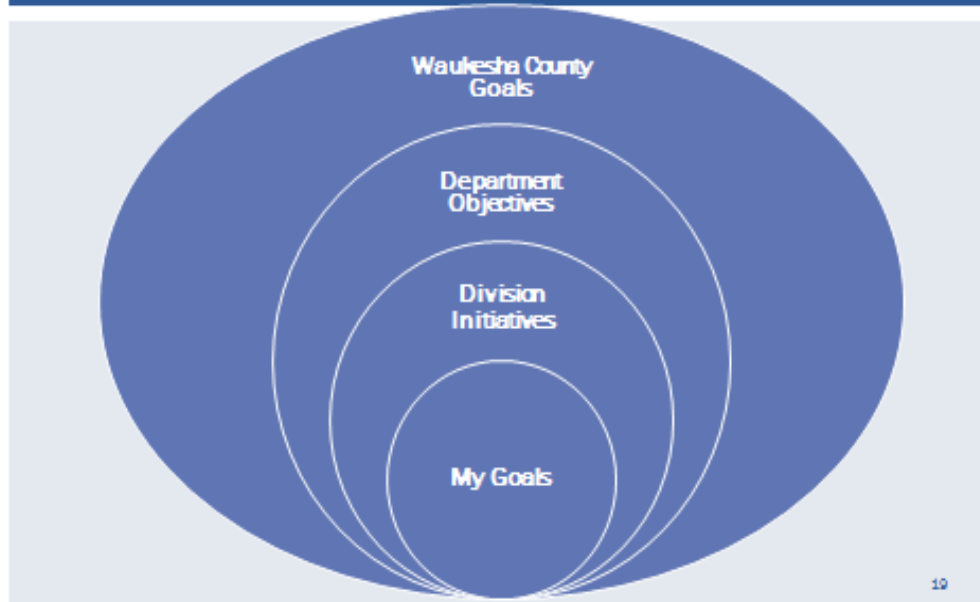 Waukesha County
Goals
Department
Objectives
Division
Initiatives
My Goals
19